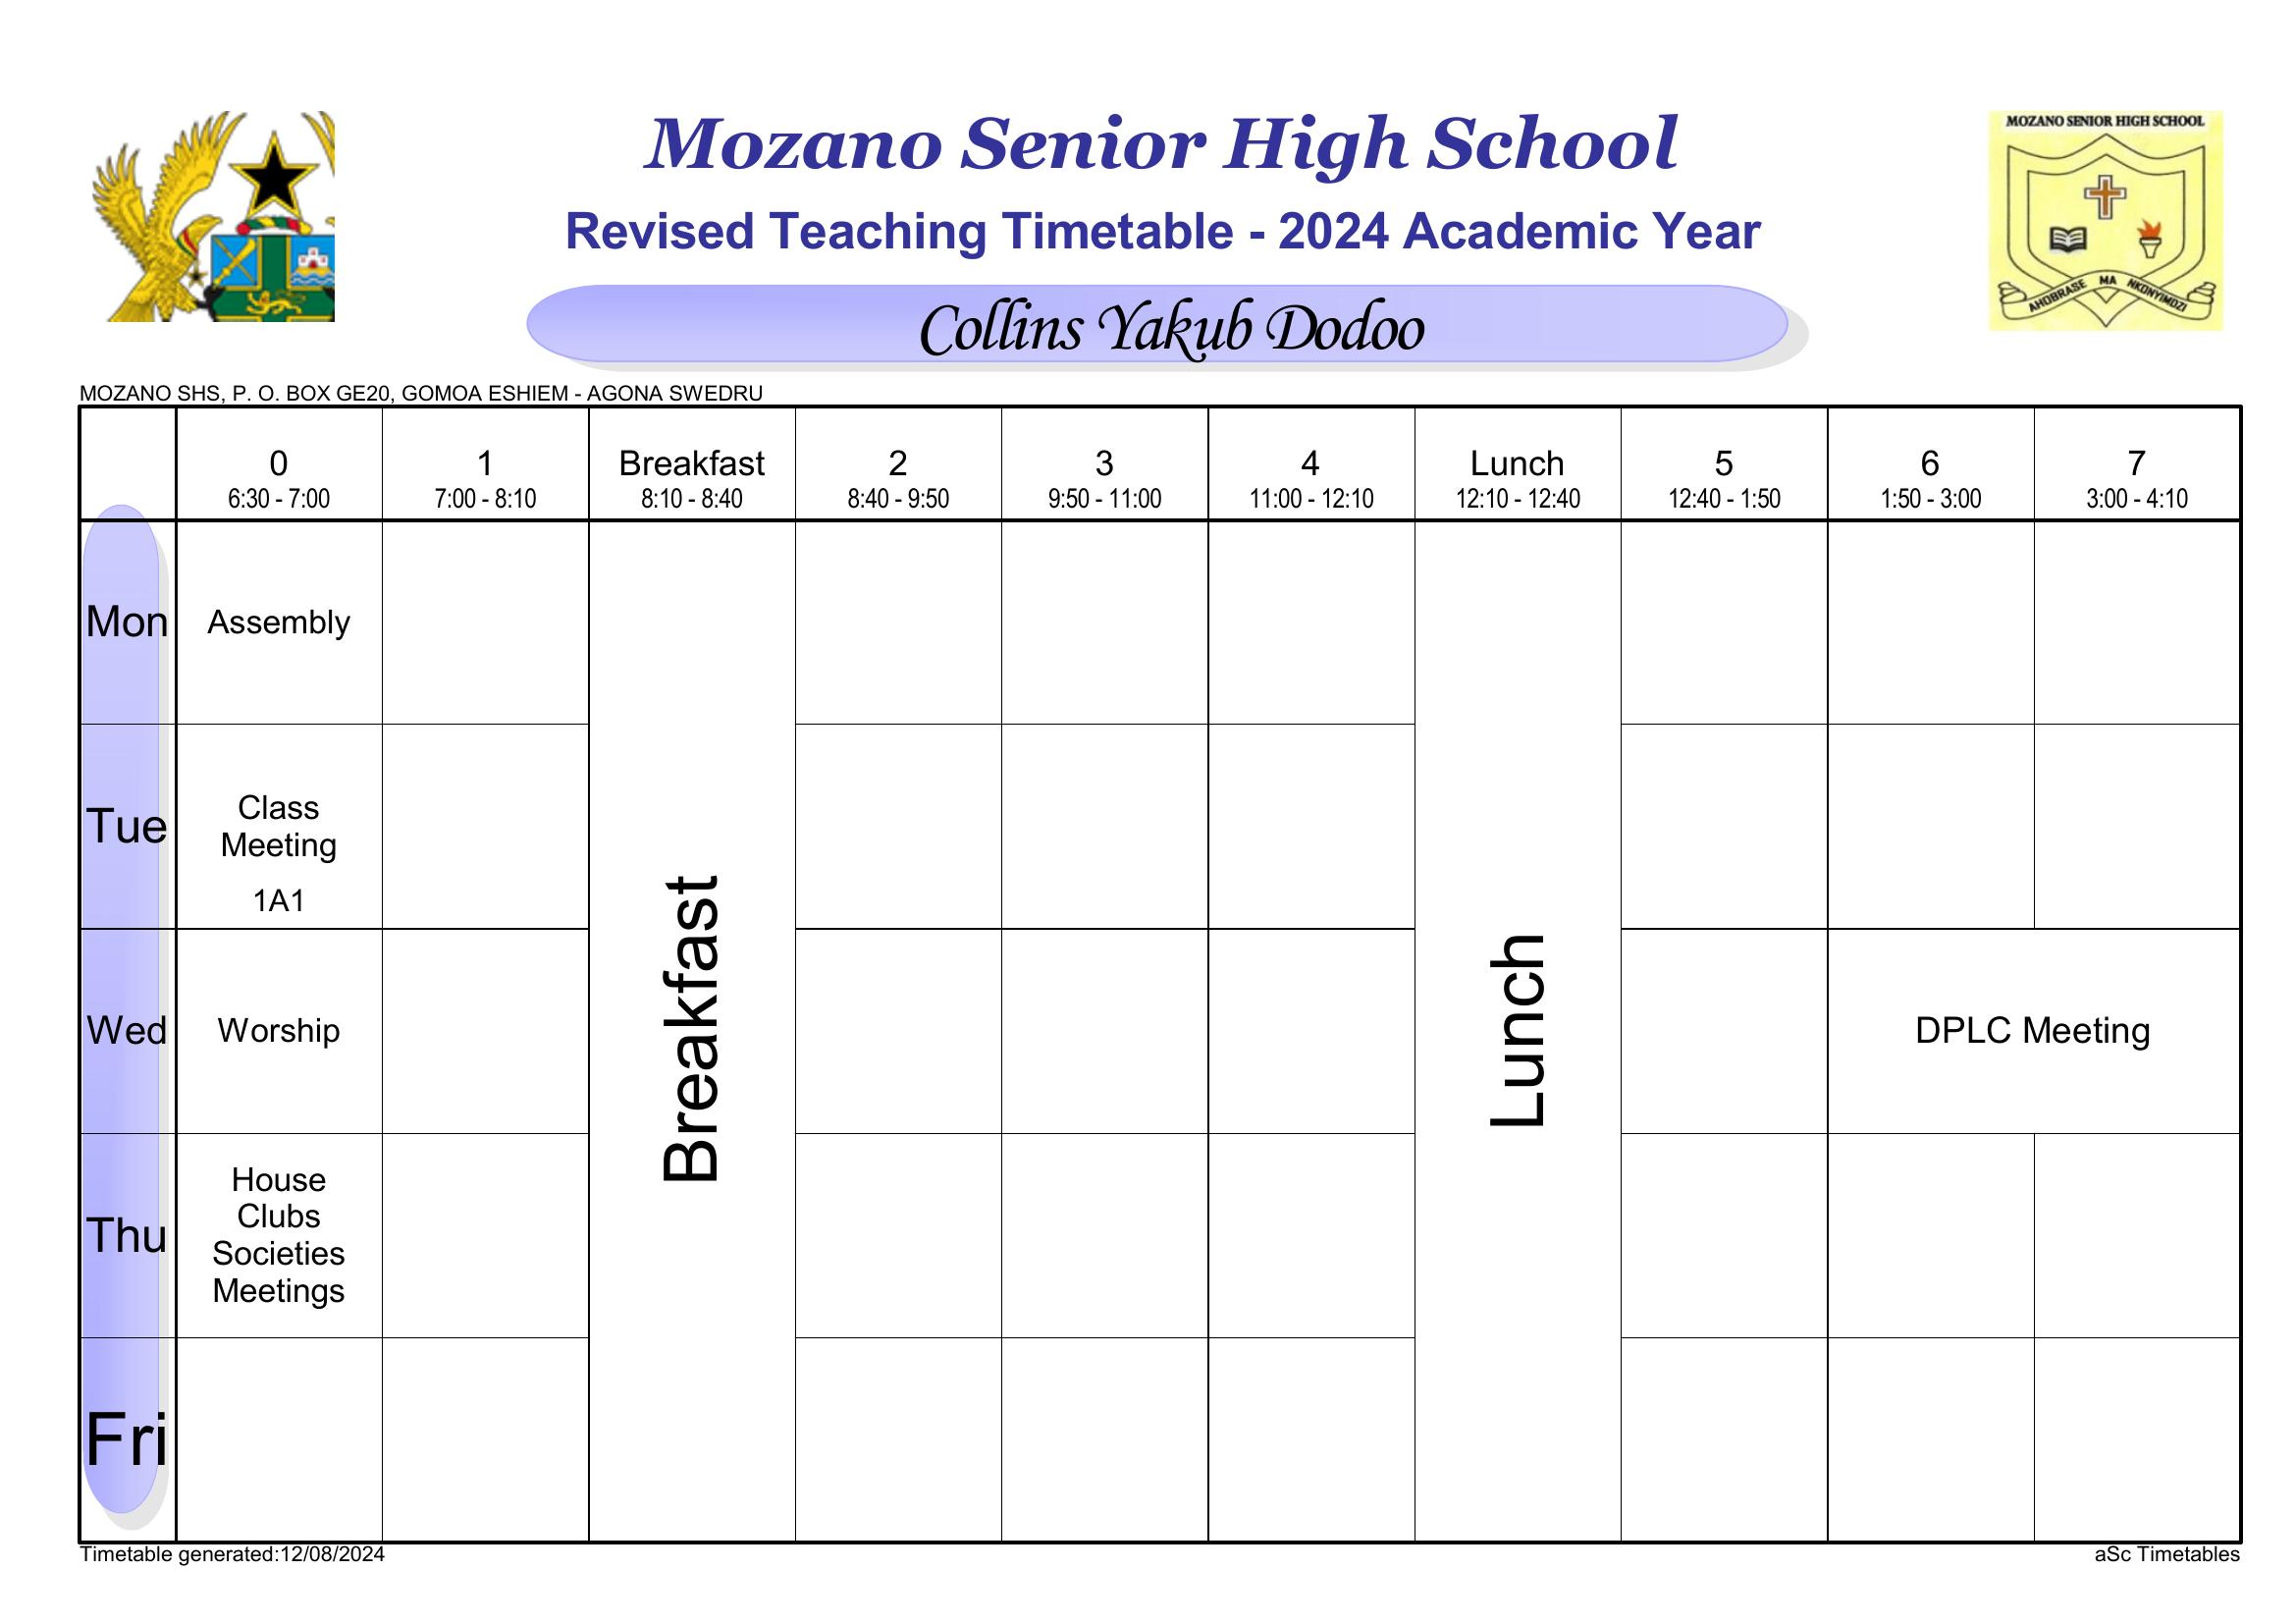 MOZANO SENIOR HIGH SCHOOL
AHOBRASE MA NKONYIMDZI
Mozano Senior High School
Revised Teaching Timetable - 2024 Academic Year
Collins Yakub Dodoo
MOZANO SHS, P. O. BOX GE20, GOMOA ESHIEM - AGONA SWEDRU
0 1 Breakfast 2 3 4 Lunch 5 6 7
6:30 - 7:00 7:00 - 8:10 8:10 - 8:40 8:40 - 9:50 9:50 - 11:00 11:00 - 12:10 12:10 - 12:40 12:40 - 1:50 1:50 - 3:00 3:00 - 4:10
Mon Assembly
Tue
Class
Meeting
1A1
Breakfast
Lunch
Wed Worship DPLC Meeting
Thu
House
Clubs
Societies
Meetings
Fri
Timetable generated:12/08/2024 aSc Timetables